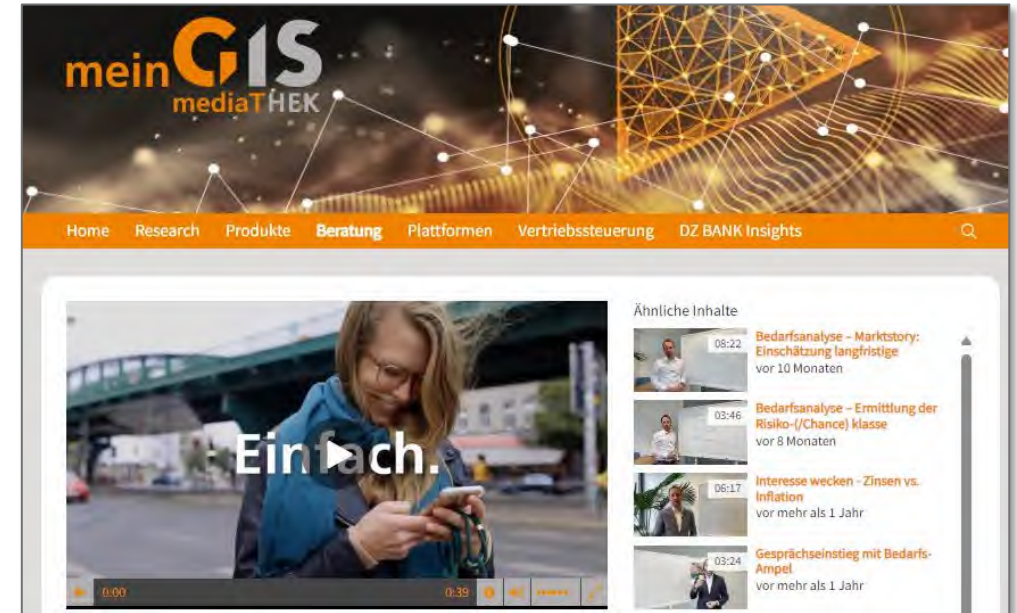 mein GIS
mediaTHEK
Home Research Produkte Beratung Plattformen Vertriebssteuerung DZ BANK Insights
Einfach.
0:00 0:39
Ähnliche Inhalte
08:22
Bedarfsanalyse – Marktstory:
Einschätzung langfristige
vor 10 Monaten
03:46
Bedarfsanalyse – Ermittlung der
Risiko-(/Chance) klasse
vor 8 Monaten
06:17
Interesse wecken - Zinsen vs.
Inflation
vor mehr als 1 Jahr
03:24
Gesprächseinstieg mit Bedarfs-
Ampel
vor mehr als 1 Jahr